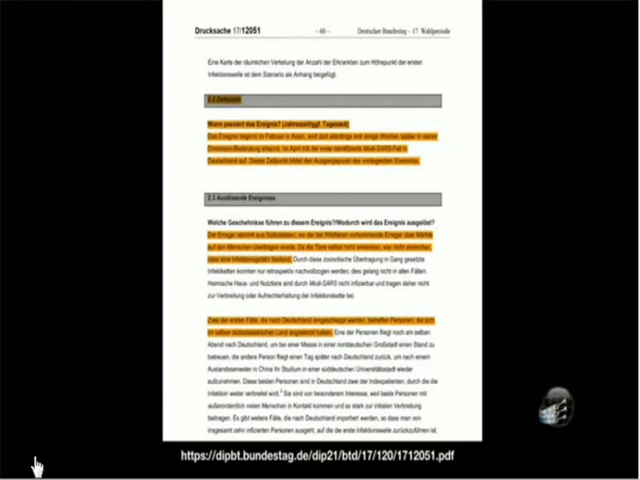 Drucksache 17/12051 – 60 – Deutscher Bundestag – 17. Wahlperiode
Eine Karte der räumlichen Verteilung der Anzahl der Erkrankten zum Höhepunkt der ersten
Infektionswelle ist dem Szenario als Anhang beigefügt.
2.2 Zeitpunkt
Wann passiert das Ereignis? (Jahreszeit/ggf. Tageszeit)
Das Ereignis beginnt im Februar in Asien, wird dort allerdings erst einige Wochen später in seiner
Dimension/Bedeutung erkannt. Im April tritt der erste identifizierte Modi-SARS-Fall in
Deutschland auf. Dieser Zeitpunkt bildet den Ausgangspunkt des vorliegenden Szenarios.
2.3 Auslösende Ereignisse
Welche Geschehnisse führen zu diesem Ereignis?/Wodurch wird das Ereignis ausgelöst?
Der Erreger stammt aus Südostasien, wo der bei Wildtieren vorkommende Erreger über Märkte
auf den Menschen übertragen wurde. Da die Tiere selbst nicht erkrankten, war nicht erkennbar,
dass eine Infektionsgefahr bestand. Durch diese zoonotische Übertragung in Gang gesetzte
Infektketten konnten nur retrospektiv nachvollzogen werden; dies gelang nicht in allen Fällen.
Heimische Haus- und Nutztiere sind durch Modi-SARS nicht infizierbar und tragen daher nicht
zur Verbreitung oder Aufrechterhaltung der Infektionskette bei.
Zwei der ersten Fälle, die nach Deutschland eingeschleppt werden, betreffen Personen, die sich
im selben südostasiatischen Land angesteckt haben. Eine der Personen fliegt noch am selben
Abend nach Deutschland, um bei einer Messe in einer norddeutschen Großstadt einen Stand zu
betreuen, die andere Person fliegt einen Tag später nach Deutschland zurück, um nach einem
Auslandssemester in China ihr Studium in einer süddeutschen Universitätsstadt wieder
aufzunehmen. Diese beiden Personen sind in Deutschland zwei der Indexpatienten, durch die die
Infektion weiter verbreitet wird. Sie sind von besonderem Interesse, weil beide Personen mit
außerordentlich vielen Menschen in Kontakt kommen und so stark zur initialen Verbreitung
beitragen. Es gibt weitere Fälle, die nach Deutschland importiert werden, so dass man von
insgesamt zehn infizierten Personen ausgeht, auf die die erste Infektionswelle zurückzuführen ist.
https://dipbt.bundestag.de/dip21/btd/17/120/1712051.pdf